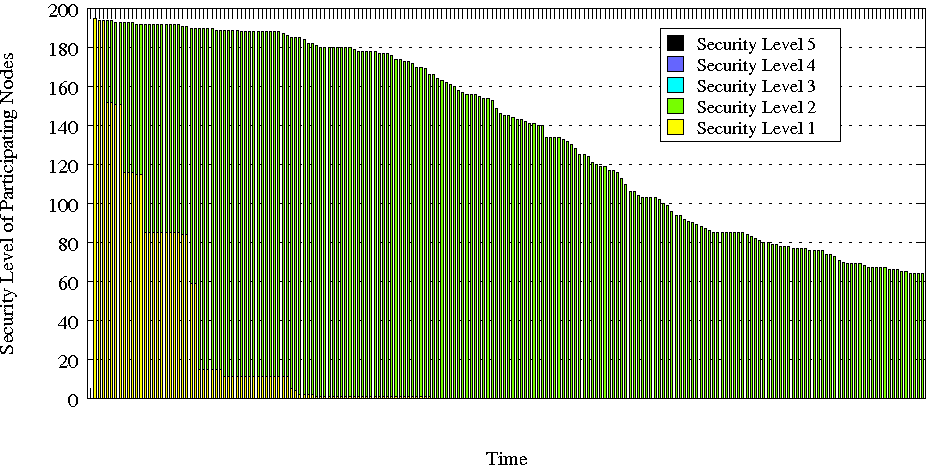 200
180
160
140
120
100
80
60
40
20
0
Security Level of Participating Nodes
Security Level 5
Security Level 4
Security Level 3
Security Level 2
Security Level 1
Time